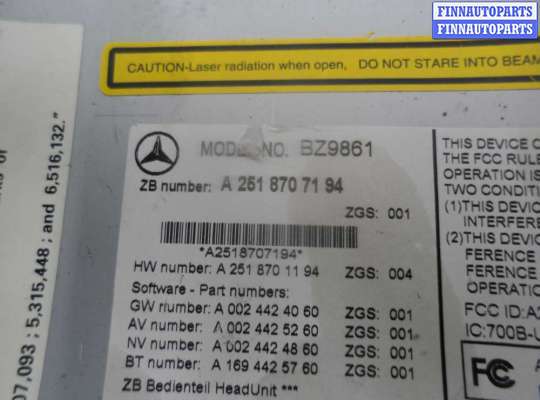 FINNAUTOPARTS
FINNAUTOPARTS
CAUTION-Laser radiation when open, DO NOT STARE INTO BEAM
07,093 ; 5,315,448 ; and 6,516,132."
MODEL NO. BZ9861
ZB number: A 251 870 71 94
ZGS: 001
*A2518707194*
HW number: A 251 870 11 94 ZGS: 004
Software - Part numbers:
GW number: A 002 442 40 60 ZGS: 001
AV number: A 002 442 52 60 ZGS: 001
NV number: A 002 442 48 60 ZGS: 001
BT number: A 169 442 57 60 ZGS: 001
ZB Bedienteil HeadUnit ***
THIS DEVICE
THE FCC RULE
OPERATION IS
TWO CONDITI
(1)THIS DEVIC
INTERFERE
(2)THIS DEVIC
FERENCE
FERENCE
OPERATIO
FCC ID:A
IC:700B-U
FC